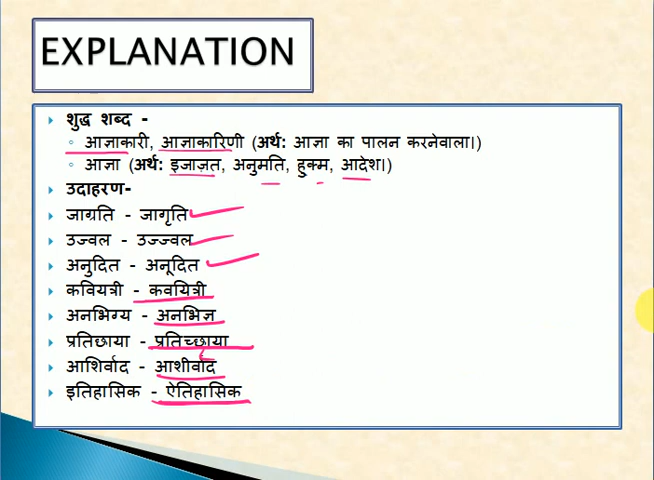 EXPLANATION
शुद्ध शब्द -
आज्ञाकारी, आज्ञाकारिणी (अर्थ: आज्ञा का पालन करनेवाला।)
आज्ञा (अर्थ: इजाज़त, अनुमति, हुक्म, आदेश।)
उदाहरण-
जाग्रति - जागृति
उज्वल - उज्ज्वल
अनुदित - अनूदित
कवियत्री - कवयित्री
अनभिग्य - अनभिज्ञ
प्रतिछाया - प्रतिच्छाया
आशिर्वाद - आशीर्वाद
इतिहासिक - ऐतिहासिक